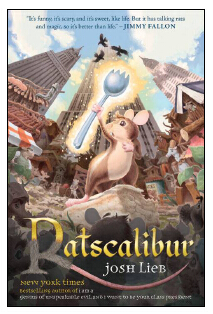 "It's funny, it's scary, and it's sweet, like life. But it has talking rats
and magic, so it's better than life." – JIMMY FALLON
Ratscalibur
JOSH LIEB
NEW YORK TIMES
BESTSELLING AUTHOR OF I AM A
GENIUS OF UNSPEAKABLE EVIL AND I WANT TO BE YOUR CLASS PRESIDENT